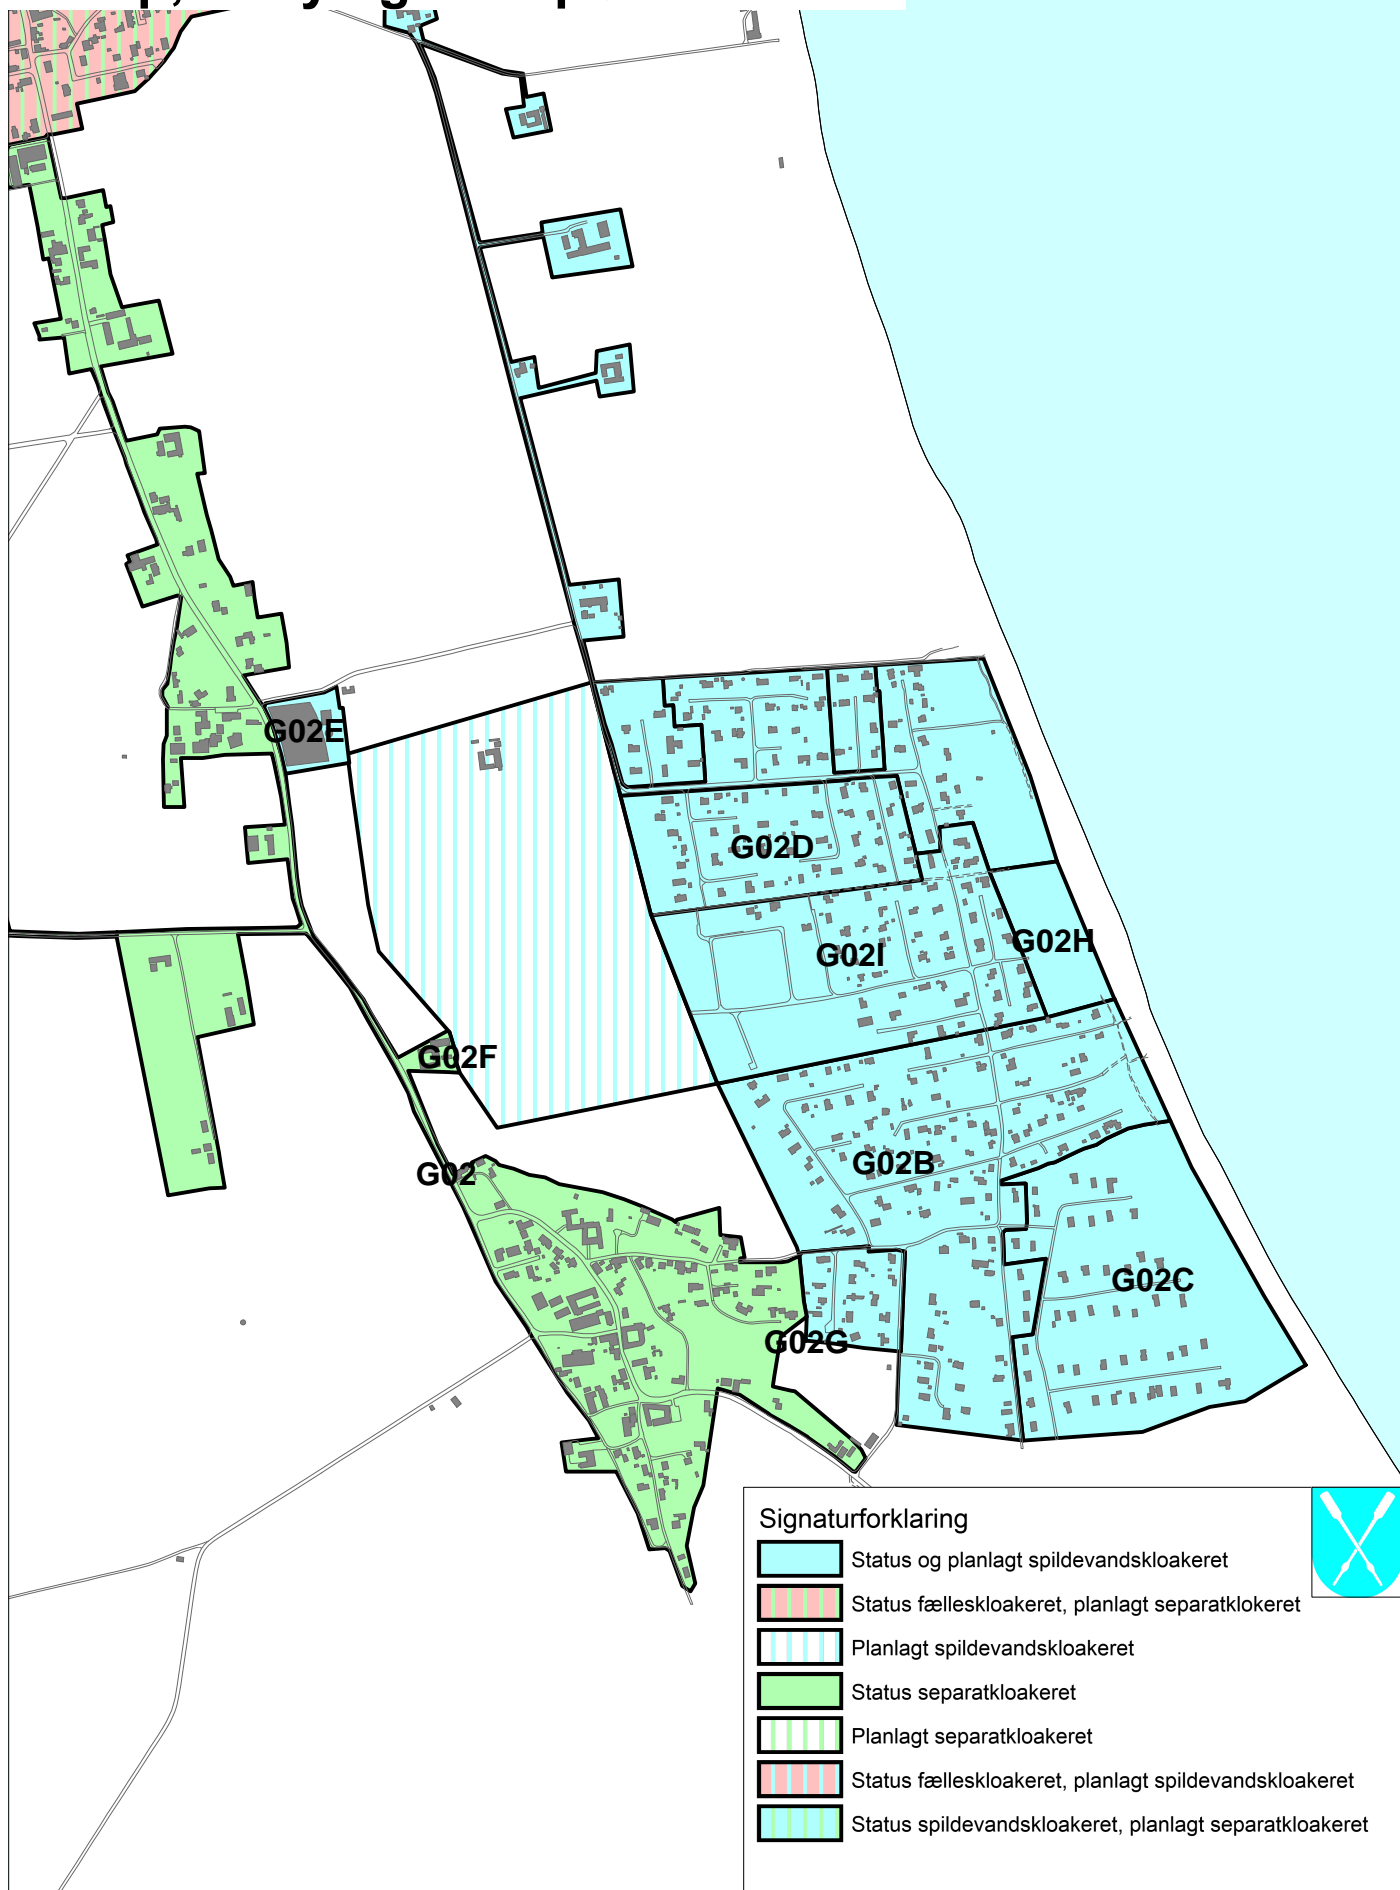 G02E
G02D
G02I
G02H
G02F
G02B
G02
G02C
G02G
Signaturforklaring
Status og planlagt spildevandskloakeret
Status fælleskloakeret, planlagt separatklokeret
Planlagt spildevandskloakeret
Status separatkloakeret
Planlagt separatkloakeret
Status fælleskloakeret, planlagt spildevandskloakeret
Status spildevandskloakeret, planlagt separatkloakeret